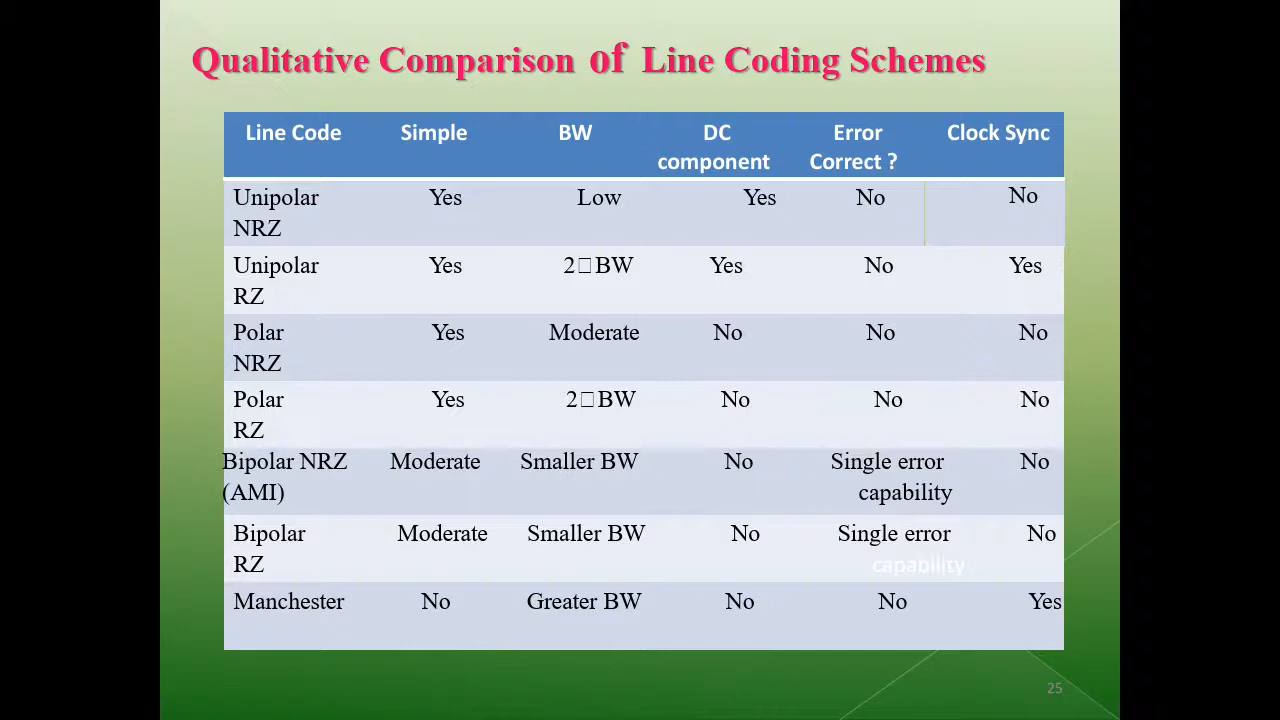 Qualitative Comparison of Line Coding Schemes
Line Code Simple BW DC component Error Correct ? Clock Sync
Unipolar NRZ Yes Low Yes No No
Unipolar RZ Yes 2□BW Yes No Yes
Polar NRZ Yes Moderate No No No
Polar RZ Yes 2□BW No No No
Bipolar NRZ (AMI) Moderate Smaller BW No Single error capability No
Bipolar RZ Moderate Smaller BW No Single error capability No
Manchester No Greater BW No No Yes
25